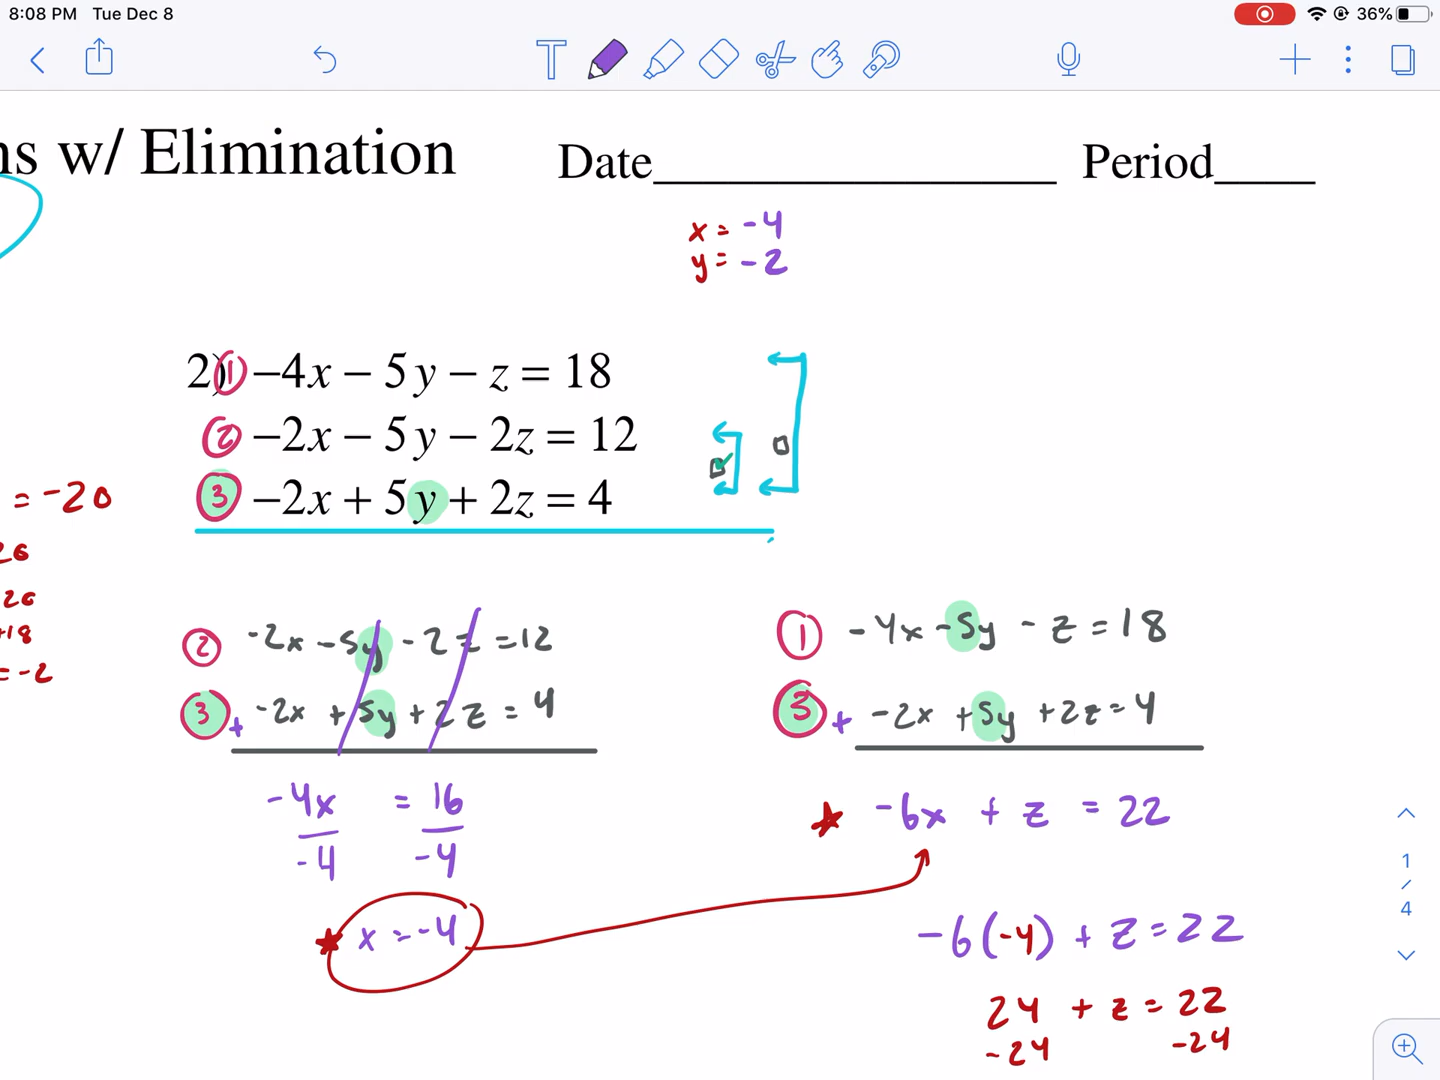 8:08 PM Tue Dec 8
36%
ns w/ Elimination Date Period
x = -4
y = -2
2) ① −4x − 5y − z = 18
② −2x − 5y − 2z = 12
③ −2x + 5y + 2z = 4
= -20
26
+18
= -2
② -2x - 5y - 2z = 12
③ + -2x + 5y + 2z = 4
-4x = 16
-4 -4
x = -4
① -4x - 5y - z = 18
③ + -2x + 5y + 2z = 4
-6x + z = 22
-6(-4) + z = 22
24 + z = 22
-24 -24
1
/
4